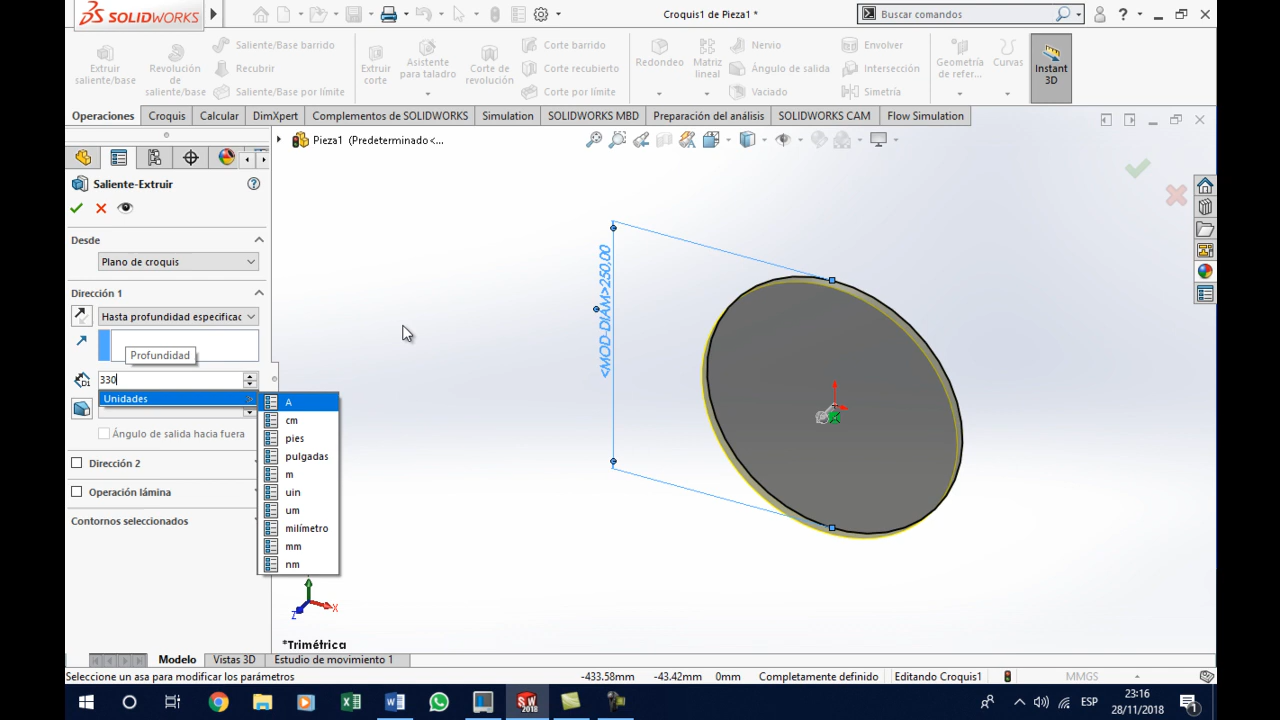 SOLIDWORKS
Croquis1 de Pieza1 *
Buscar comandos
Extruir saliente/base
Revolución de saliente/base
Saliente/Base barrido
Recubrir
Saliente/Base por límite
Extruir corte
Asistente para taladro
Corte de revolución
Corte barrido
Corte recubierto
Corte por límite
Redondeo
Matriz lineal
Nervio
Ángulo de salida
Vaciado
Envolver
Intersección
Simetría
Geometría de refer...
Curvas
Instant 3D
Operaciones
Croquis
Calcular
DimXpert
Complementos de SOLIDWORKS
Simulation
SOLIDWORKS MBD
Preparación del análisis
SOLIDWORKS CAM
Flow Simulation
Pieza1 (Predeterminado<...
Saliente-Extruir
Desde
Plano de croquis
Dirección 1
Hasta profundidad especificac
Profundidad
330
Unidades
A
cm
pies
pulgadas
m
uin
um
milímetro
mm
nm
Ángulo de salida hacia fuera
Dirección 2
Operación lámina
Contornos seleccionados
<MOD-DIAM>250,00
X
Z
*Trimétrica
Modelo
Vistas 3D
Estudio de movimiento 1
Seleccione un asa para modificar los parámetros
-433.58mm
-43.42mm
0mm
Completamente definido
Editando Croquis1
MMGS
ESP
23:16
28/11/2018